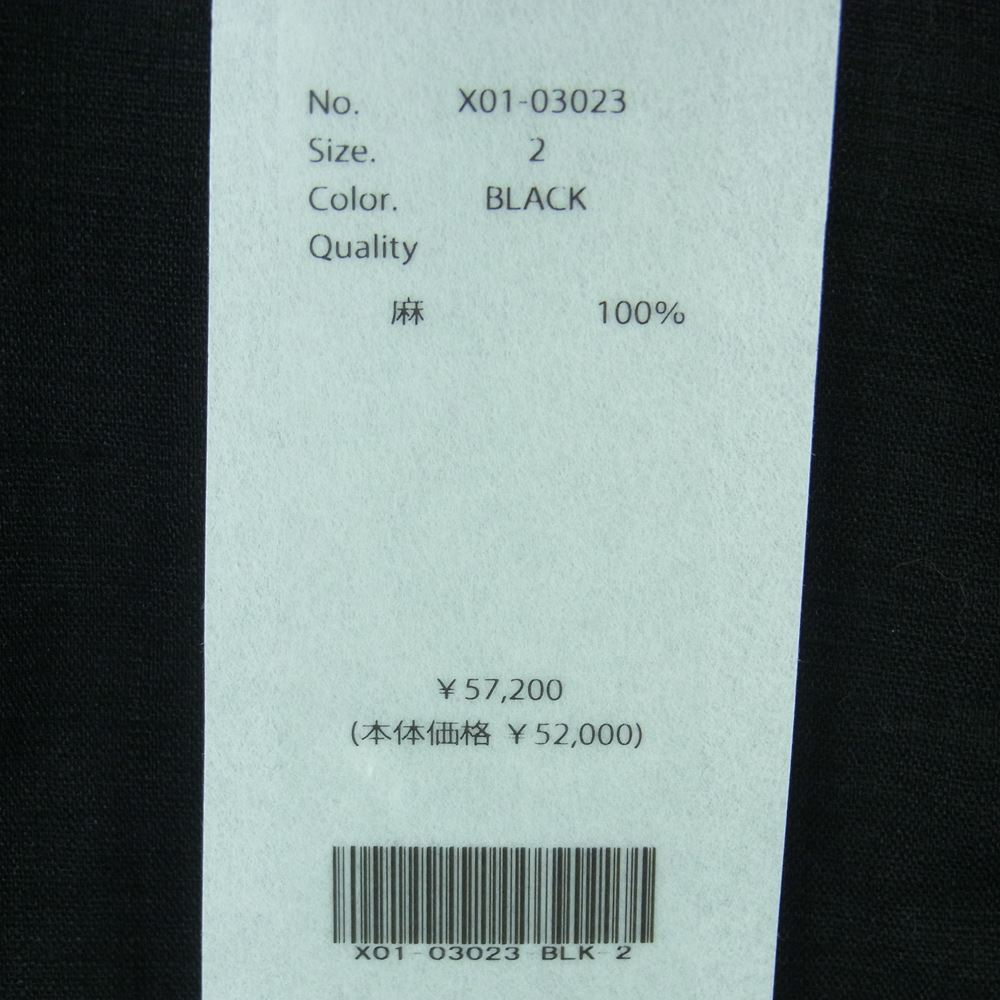 No. X01-03023
Size. 2
Color. BLACK
Quality
麻 100%
¥57,200
(本体価格 ¥52,000)
X01-03023 BLK 2